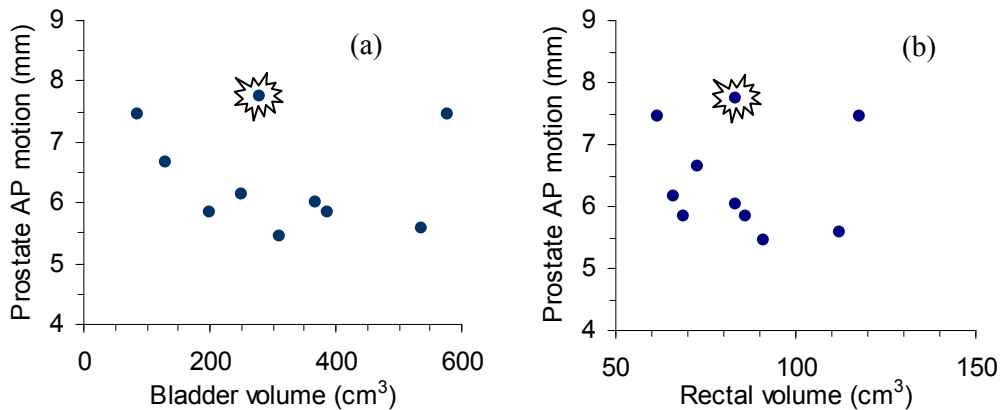 9
8
7
6
5
4
Prostate AP motion (mm)
(a)
0 200 400 600
Bladder volume (cm³)
9
8
7
6
5
4
Prostate AP motion (mm)
(b)
50 100 150
Rectal volume (cm³)